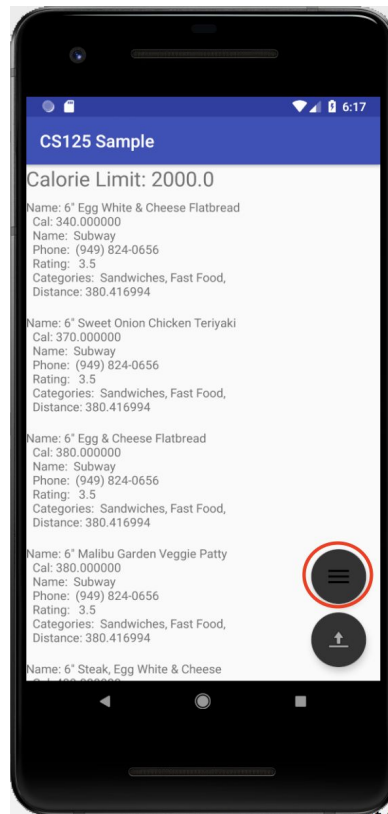 6:17
CS125 Sample
Calorie Limit: 2000.0
Name: 6" Egg White & Cheese Flatbread
Cal: 340.000000
Name: Subway
Phone: (949) 824-0656
Rating: 3.5
Categories: Sandwiches, Fast Food,
Distance: 380.416994
Name: 6" Sweet Onion Chicken Teriyaki
Cal: 370.000000
Name: Subway
Phone: (949) 824-0656
Rating: 3.5
Categories: Sandwiches, Fast Food,
Distance: 380.416994
Name: 6" Egg & Cheese Flatbread
Cal: 380.000000
Name: Subway
Phone: (949) 824-0656
Rating: 3.5
Categories: Sandwiches, Fast Food,
Distance: 380.416994
Name: 6" Malibu Garden Veggie Patty
Cal: 380.000000
Name: Subway
Phone: (949) 824-0656
Rating: 3.5
Categories: Sandwiches, Fast Food,
Distance: 380.416994
Name: 6" Steak, Egg White & Cheese